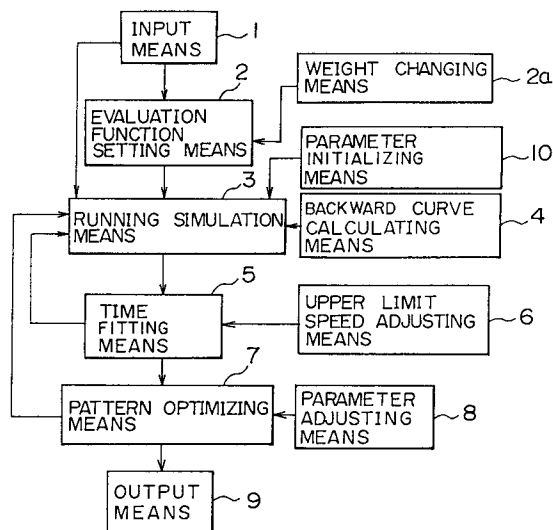 INPUT
MEANS
1
2
EVALUATION
FUNCTION
SETTING MEANS
WEIGHT CHANGING
MEANS
2a
PARAMETER
INITIALIZING
MEANS
10
3
RUNNING SIMULATION
MEANS
BACKWARD CURVE
CALCULATING
MEANS
4
5
TIME
FITTING
MEANS
UPPER LIMIT
SPEED ADJUSTING
MEANS
6
7
PATTERN OPTIMIZING
MEANS
PARAMETER
ADJUSTING
MEANS
8
OUTPUT
MEANS
9